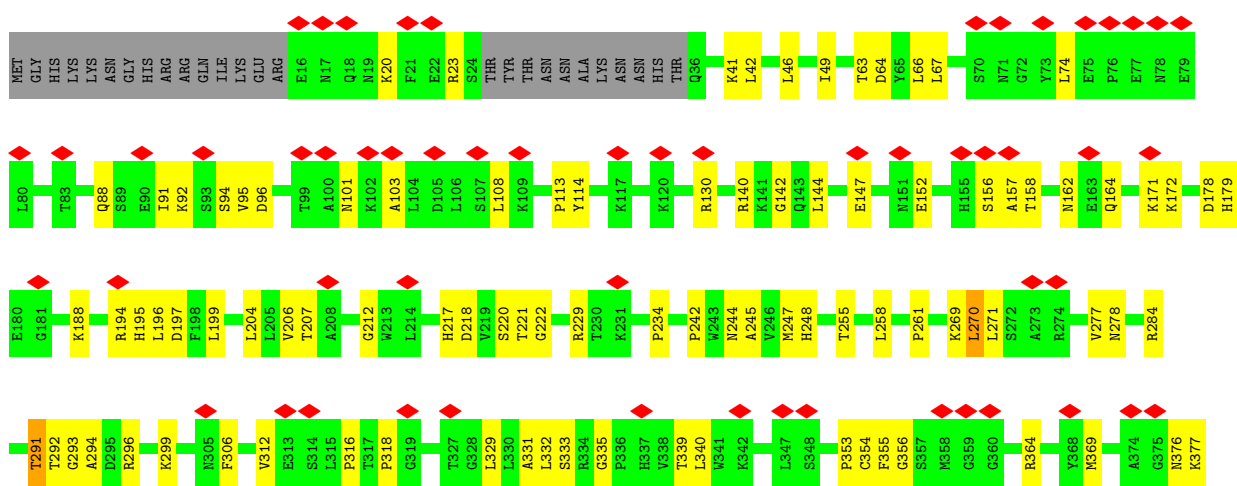 MET GLY HIS LYS LYS ASN GLY HIS ARG ARG GLN ILE LYS GLU ARG E16 N17 Q18 N19 K20 F21 E22 R23 S24 THR TYR THR ASN ASN ALA LYS ASN ASN HIS THR Q36 K41 L42 L46 I49 T63 D64 Y65 L66 L67 S70 N71 G72 Y73 L74 E75 P76 E77 N78 E79
L80 T83 Q88 S89 E90 I91 K92 S93 S94 V95 D96 T99 A100 N101 K102 A103 L104 D105 L106 S107 L108 K109 P113 Y114 K117 K120 R130 R140 K141 G142 Q143 L144 E147 N151 E152 H155 S156 A157 T158 N162 E163 Q164 K171 K172 D178 H179
E180 G181 K188 R194 H195 L196 D197 F198 L199 L204 L205 V206 T207 A208 G212 W213 L214 H217 D218 V219 S220 T221 G222 R229 T230 K231 P234 P242 W243 N244 A245 V246 M247 H248 T255 L258 P261 K269 L270 L271 S272 A273 R274 V277 N278 R284
T291 T292 G293 A294 D295 R296 K299 N305 F306 V312 E313 S314 L315 P316 T317 P318 G319 T327 G328 L329 L330 A331 L332 S333 R334 G335 P336 H337 V338 T339 L340 W341 K342 L347 S348 P353 C354 F355 G356 S357 M358 G359 G360 R364 Y368 M369 A374 G375 N376 K377